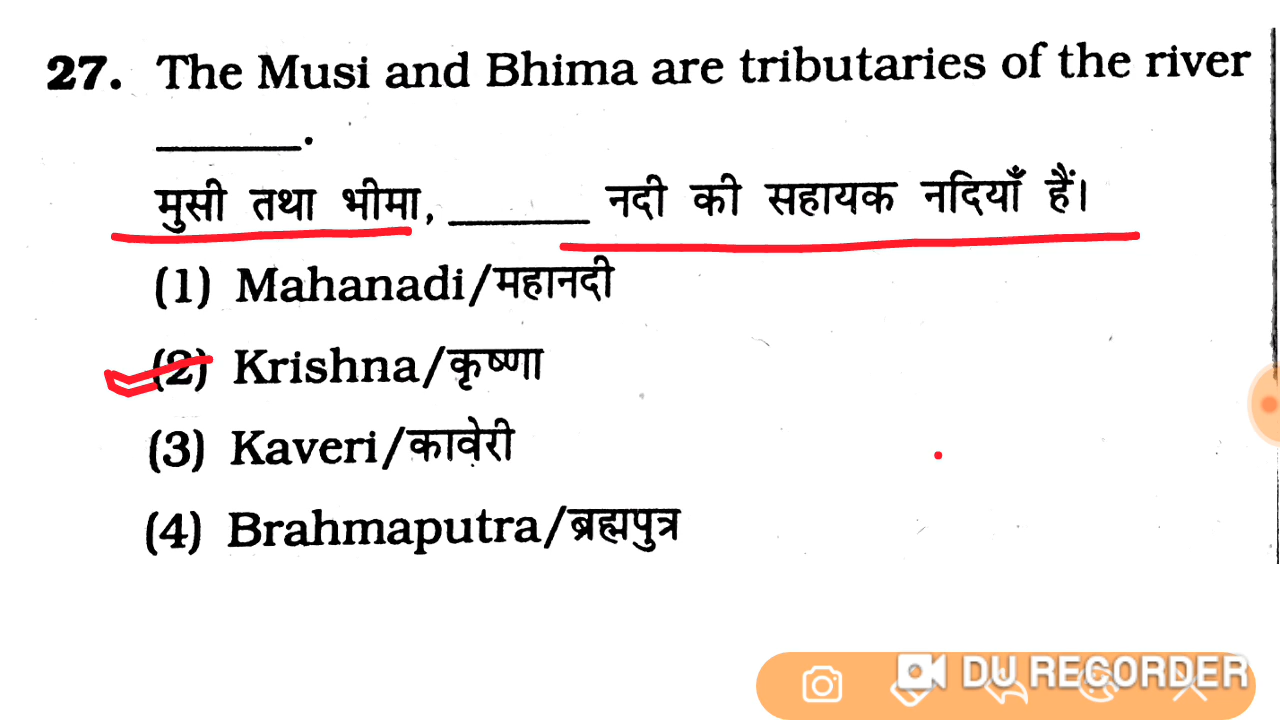 27. The Musi and Bhima are tributaries of the river
______.
मुसी तथा भीमा, ______ नदी की सहायक नदियाँ हैं।
(1) Mahanadi/महानदी
(2) Krishna/कृष्णा
(3) Kaveri/कावेरी
(4) Brahmaputra/ब्रह्मपुत्र
DU RECORDER